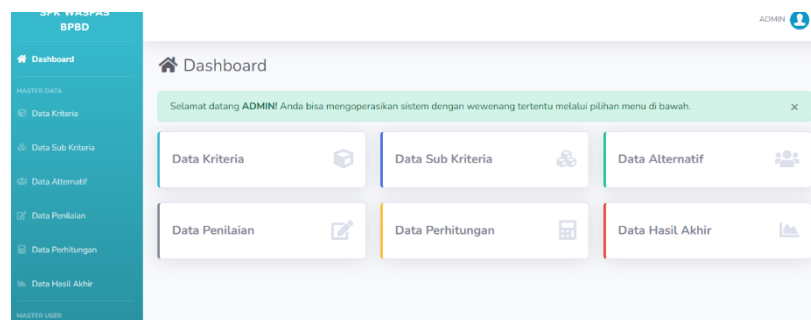 SPK WASPAS
BPBD
ADMIN
Dashboard
Dashboard
MASTER DATA
Selamat datang ADMIN! Anda bisa mengoperasikan sistem dengan wewenang tertentu melalui pilihan menu di bawah.
×
Data Kriteria
Data Sub Kriteria
Data Alternatif
Data Penilaian
Data Perhitungan
Data Hasil Akhir
MASTER USER
Data Kriteria
Data Sub Kriteria
Data Alternatif
Data Penilaian
Data Perhitungan
Data Hasil Akhir